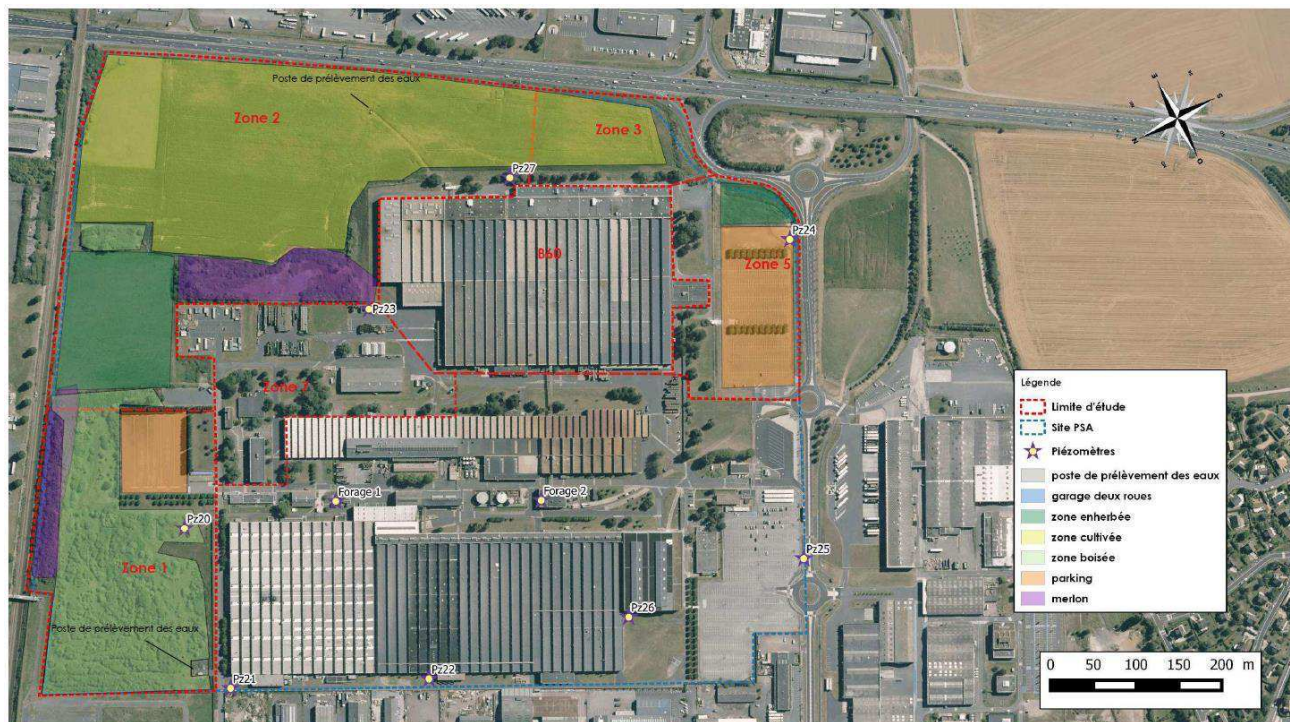 Poste de prélèvement des eaux
Zone 2
Zone 3
Pz27
Pz24
B60
Zone 5
Pz23
Zone 7
Forage 1
Forage 2
Pz20
Pz25
Zone 1
Pz26
Poste de prélèvement des eaux
Pz22
Pz21
Légende
Limite d'étude
Site PSA
Piézomètres
poste de prélèvement des eaux
garage deux roues
zone enherbée
zone cultivée
zone boisée
parking
merlon
0 50 100 150 200 m